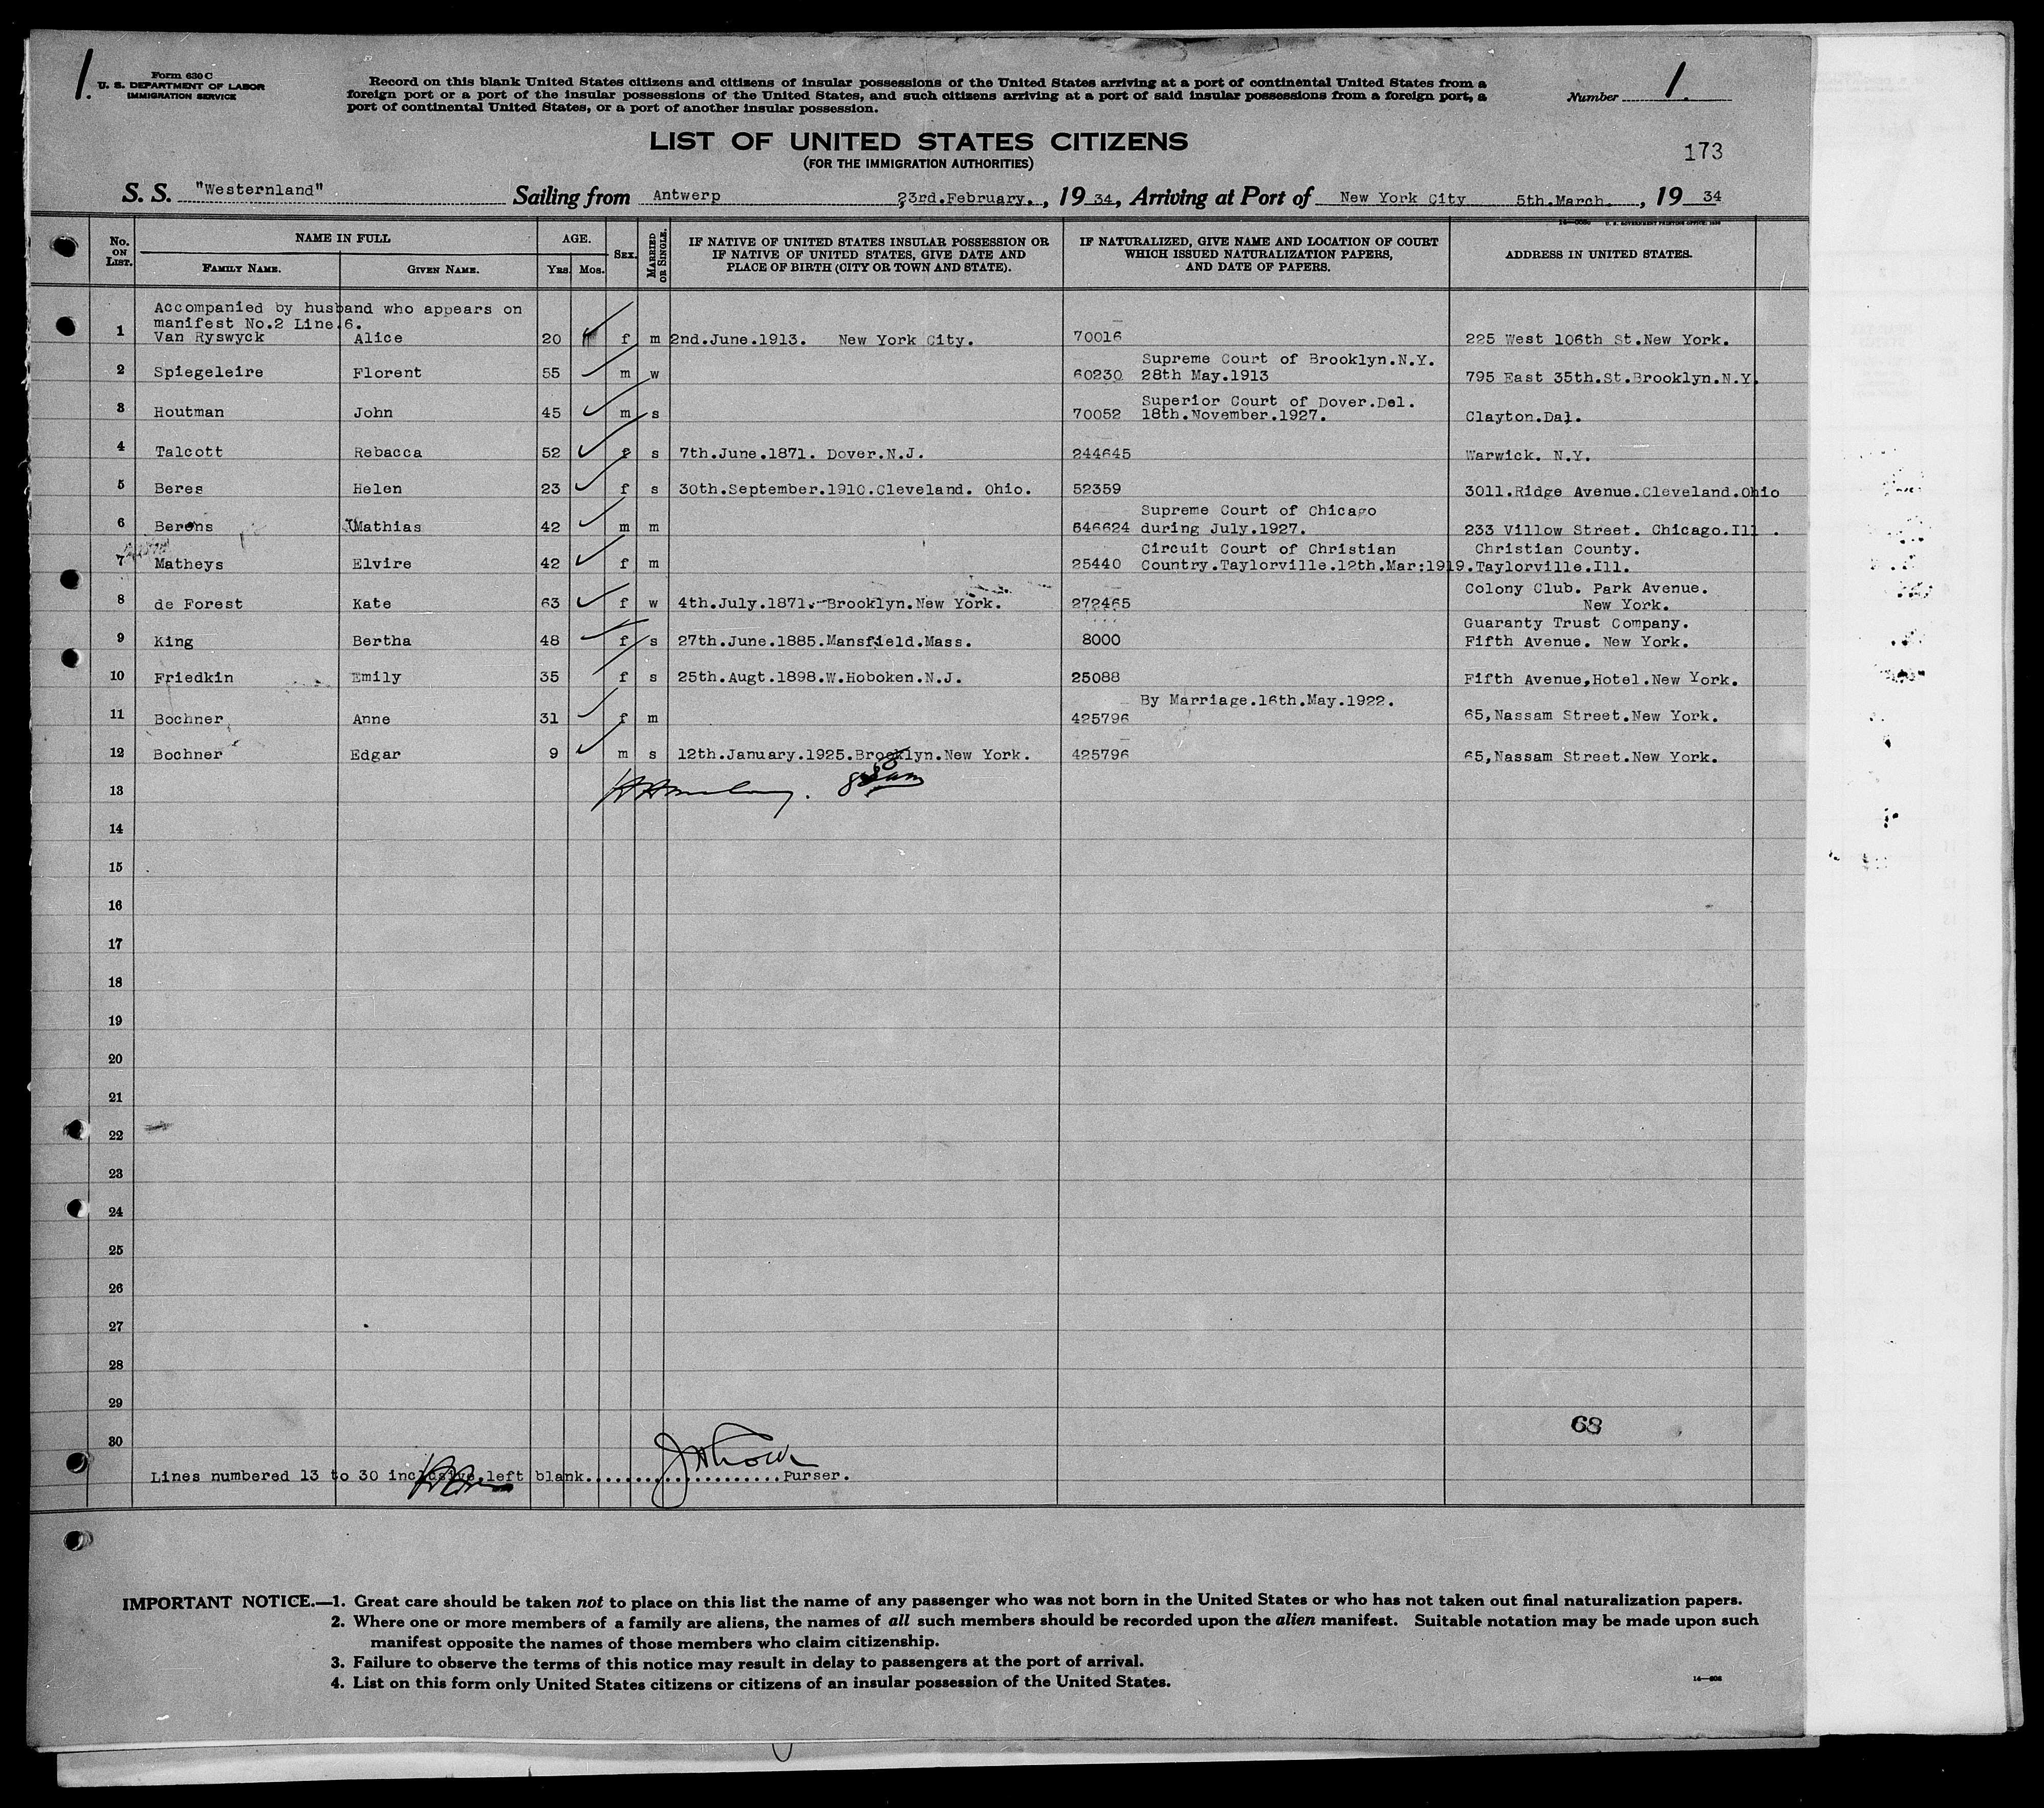 1.
Form 630 C
U. S. DEPARTMENT OF LABOR
IMMIGRATION SERVICE
Record on this blank United States citizens and citizens of insular possessions of the United States arriving at a port of continental United States from a
foreign port or a port of the insular possessions of the United States, and such citizens arriving at a port of said insular possessions from a foreign port, a
port of continental United States, or a port of another insular possession.
Number 1.
LIST OF UNITED STATES CITIZENS
(FOR THE IMMIGRATION AUTHORITIES)
173
S. S. "Westernland" Sailing from Antwerp 23rd.February. , 19 34, Arriving at Port of New York City 5th.March. , 19 34
No. ON LIST.
NAME IN FULL
FAMILY NAME. GIVEN NAME.
AGE.
Yrs. Mos.
SEX.
MARRIED OR SINGLE.
IF NATIVE OF UNITED STATES INSULAR POSSESSION OR
IF NATIVE OF UNITED STATES, GIVE DATE AND
PLACE OF BIRTH (CITY OR TOWN AND STATE).
IF NATURALIZED, GIVE NAME AND LOCATION OF COURT
WHICH ISSUED NATURALIZATION PAPERS,
AND DATE OF PAPERS.
ADDRESS IN UNITED STATES.
Accompanied by husband who appears on
manifest No.2 Line.6.
1 Van Ryswyck Alice 20 f m 2nd.June.1913. New York City. 70016 225 West 106th St.New York.
Supreme Court of Brooklyn.N.Y.
2 Spiegeleire Florent 55 m w 60230 28th May.1913 795 East 35th.St.Brooklyn.N.Y.
Superior Court of Dover.Del.
3 Houtman John 45 m s 70052 18th.November.1927. Clayton.Dal.
4 Talcott Rebacca 52 f s 7th.June.1871. Dover.N.J. 244645 Warwick. N.Y.
5 Beres Helen 23 f s 30th.September.1910.Cleveland. Ohio. 52359 3011.Ridge Avenue.Cleveland.Ohio
Supreme Court of Chicago
6 Berens Mathias 42 m m 546624 during July.1927. 233 Villow Street. Chicago.Ill .
Circuit Court of Christian Christian County.
7 Matheys Elvire 42 f m 25440 Country.Taylorville.12th.Mar:1919.Taylorville.Ill.
Colony Club. Park Avenue.
8 de Forest Kate 63 f w 4th.July.1871.-Brooklyn.New York. 272465 New York.
Guaranty Trust Company.
9 King Bertha 48 f s 27th.June.1885.Mansfield.Mass. 8000 Fifth Avenue. New York.
10 Friedkin Emily 35 f s 25th.Augt.1898.W.Hoboken.N.J. 25088 Fifth Avenue,Hotel.New York.
By Marriage.16th.May.1922.
11 Bochner Anne 31 f m 425796 65,Nassam Street.New York.
12 Bochner Edgar 9 m s 12th.January.1925.Brooklyn.New York. 425796 65,Nassam Street.New York.
13
14
15
16
17
18
19
20
21
22
23
24
25
26
27
28
29
68
30
Lines numbered 13 to 30 inclusive.left blank....................Purser.
IMPORTANT NOTICE.—1. Great care should be taken not to place on this list the name of any passenger who was not born in the United States or who has not taken out final naturalization papers.
2. Where one or more members of a family are aliens, the names of all such members should be recorded upon the alien manifest. Suitable notation may be made upon such
manifest opposite the names of those members who claim citizenship.
3. Failure to observe the terms of this notice may result in delay to passengers at the port of arrival.
4. List on this form only United States citizens or citizens of an insular possession of the United States.